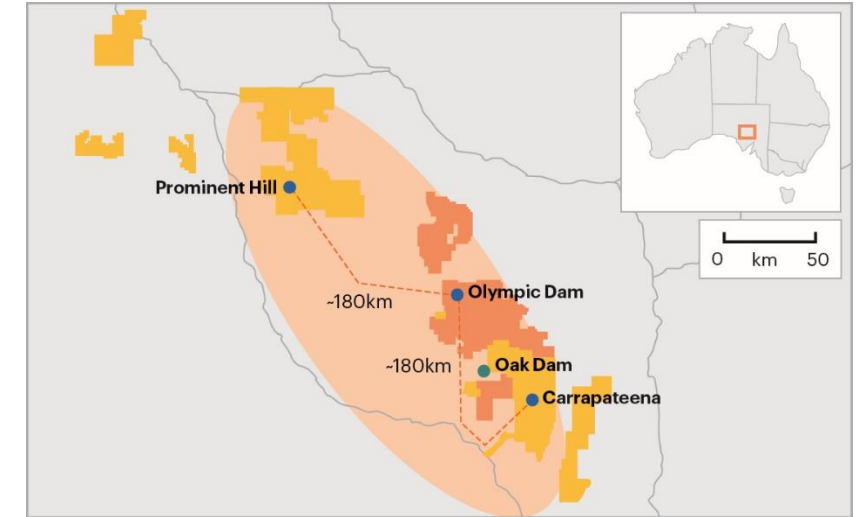 Prominent Hill
~180km
Olympic Dam
~180km
Oak Dam
Carrapateena
0 km 50